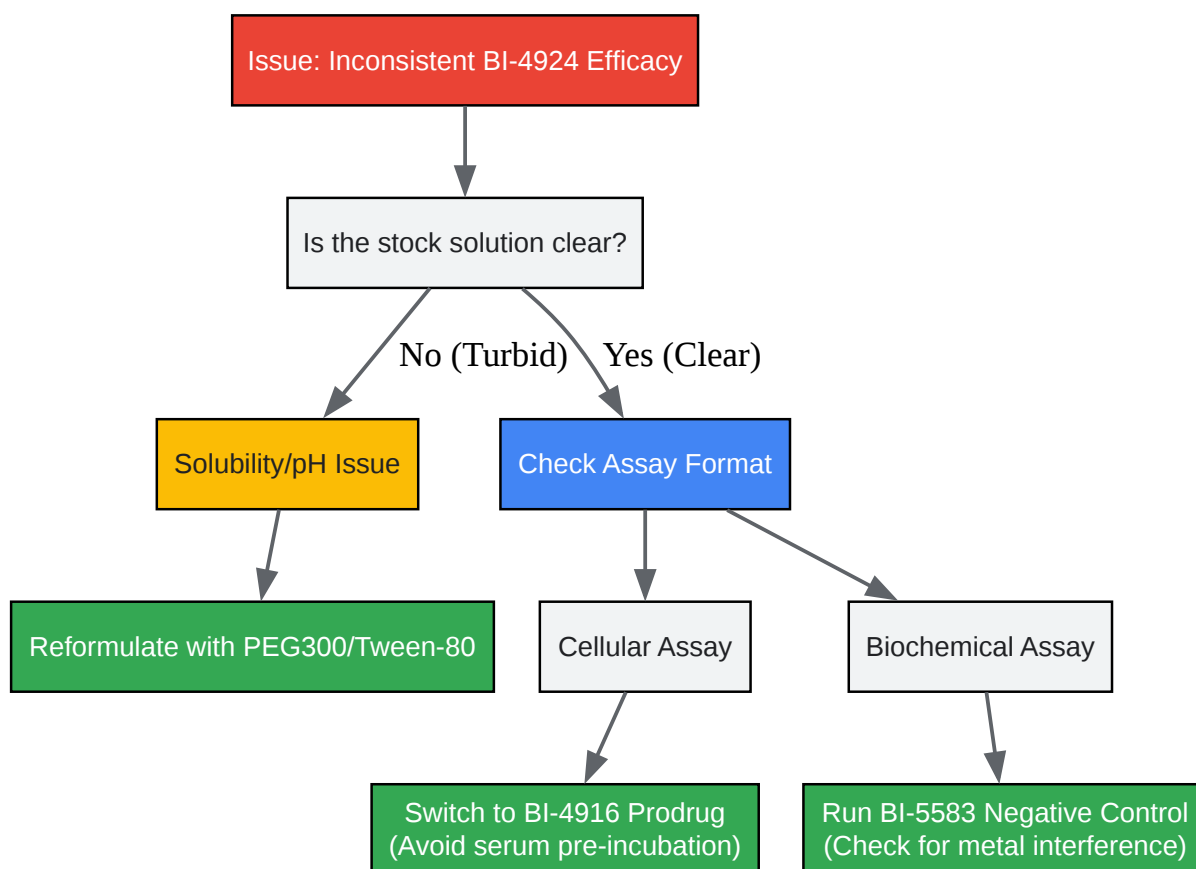 Issue: Inconsistent BI-4924 Efficacy
Is the stock solution clear?
No (Turbid)
Yes (Clear)
Solubility/pH Issue
Check Assay Format
Reformulate with PEG300/Tween-80
Cellular Assay
Biochemical Assay
Switch to BI-4916 Prodrug
(Avoid serum pre-incubation)
Run BI-5583 Negative Control
(Check for metal interference)